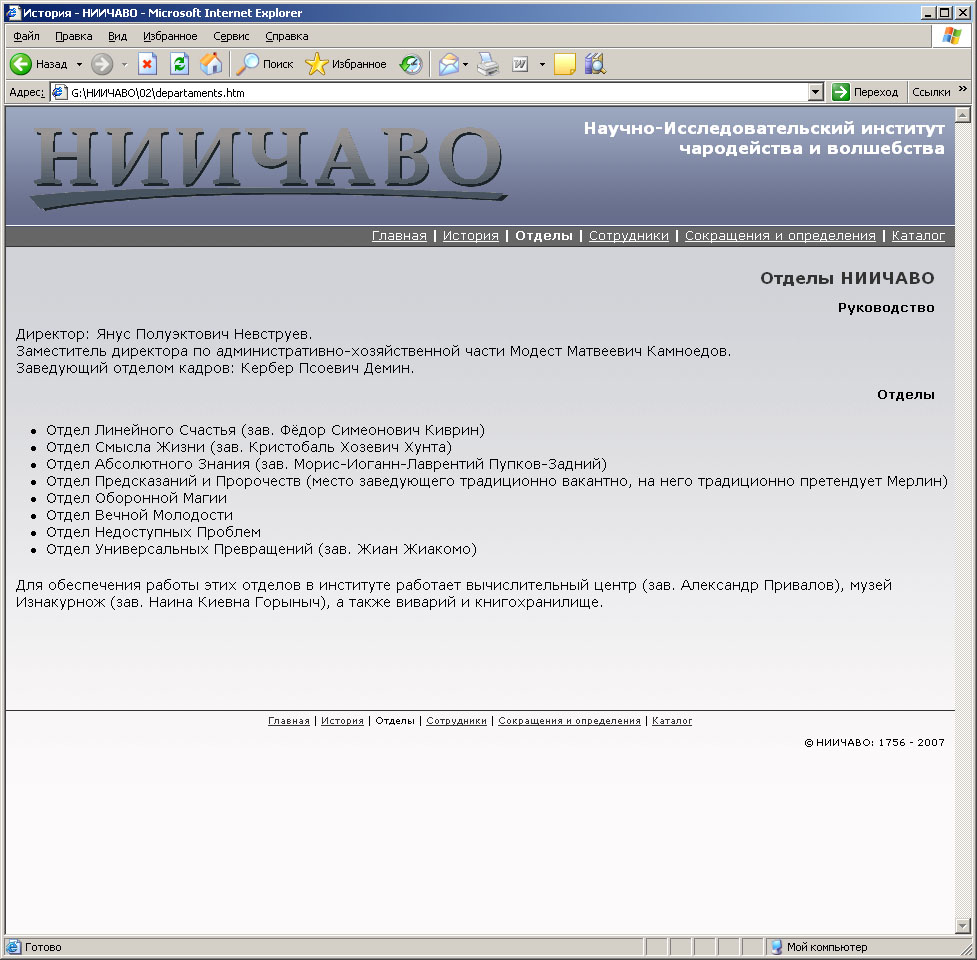 История - НИИЧАВО - Microsoft Internet Explorer
Файл Правка Вид Избранное Сервис Справка
Назад Поиск Избранное
Адрес: G:\НИИЧАВО\02\departaments.htm Переход Ссылки »
НИИЧАВО
Научно-Исследовательский институт
чародейства и волшебства
Главная | История | Отделы | Сотрудники | Сокращения и определения | Каталог
Отделы НИИЧАВО
Руководство
Директор: Янус Полуэктович Невструев.
Заместитель директора по административно-хозяйственной части Модест Матвеевич Камноедов.
Заведующий отделом кадров: Кербер Псоевич Демин.
Отделы
• Отдел Линейного Счастья (зав. Фёдор Симеонович Киврин)
• Отдел Смысла Жизни (зав. Кристобаль Хозевич Хунта)
• Отдел Абсолютного Знания (зав. Морис-Иоганн-Лаврентий Пупков-Задний)
• Отдел Предсказаний и Пророчеств (место заведующего традиционно вакантно, на него традиционно претендует Мерлин)
• Отдел Оборонной Магии
• Отдел Вечной Молодости
• Отдел Недоступных Проблем
• Отдел Универсальных Превращений (зав. Жиан Жиакомо)
Для обеспечения работы этих отделов в институте работает вычислительный центр (зав. Александр Привалов), музей
Изнакурнож (зав. Наина Киевна Горыныч), а также виварий и книгохранилище.
Главная | История | Отделы | Сотрудники | Сокращения и определения | Каталог
© НИИЧАВО: 1756 - 2007
Готово Мой компьютер